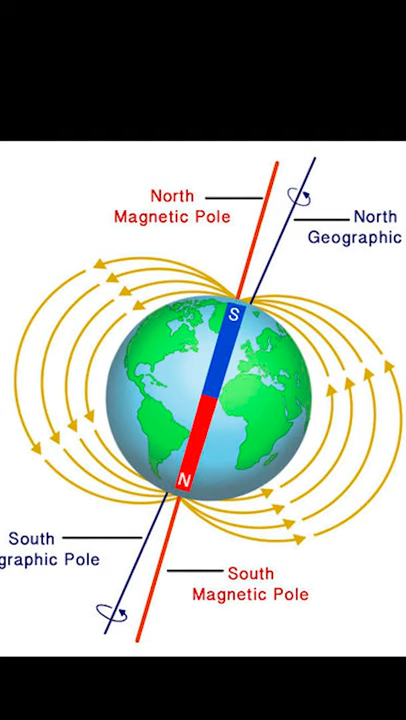 North
Magnetic Pole
North
Geographic
S
N
South
graphic Pole
South
Magnetic Pole